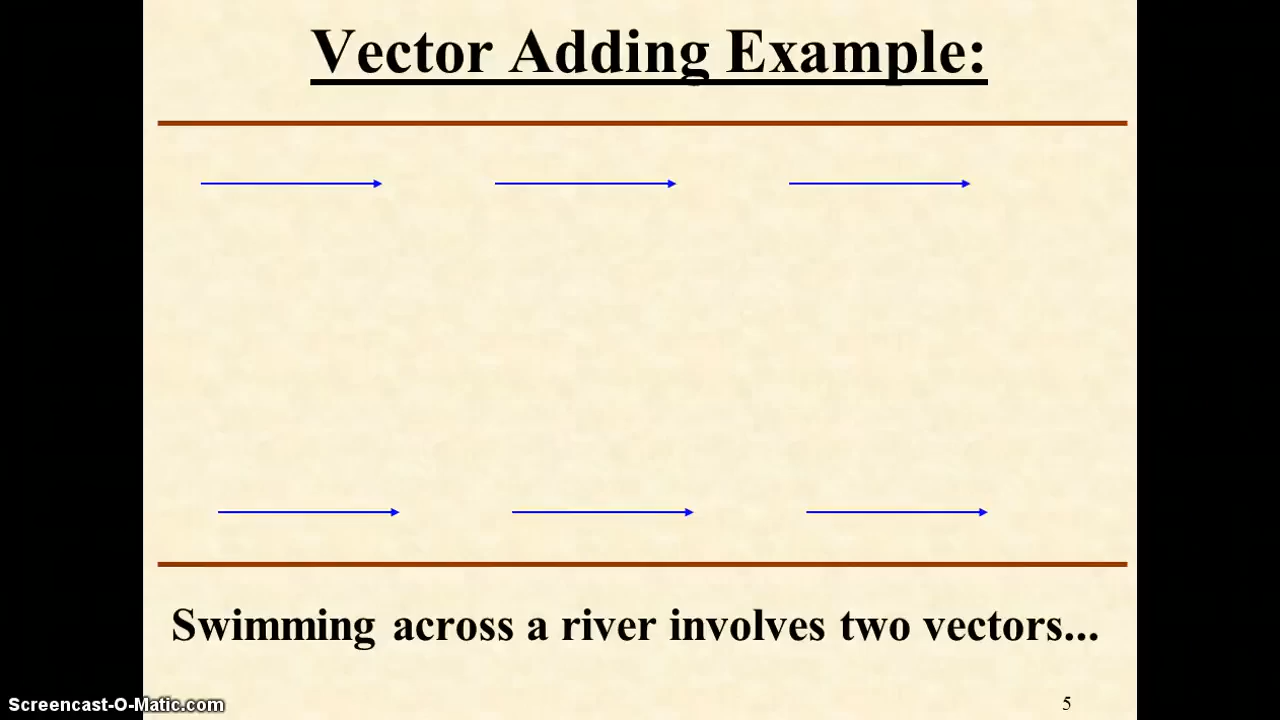 Vector Adding Example:
Swimming across a river involves two vectors...
5
Screencast-O-Matic.com